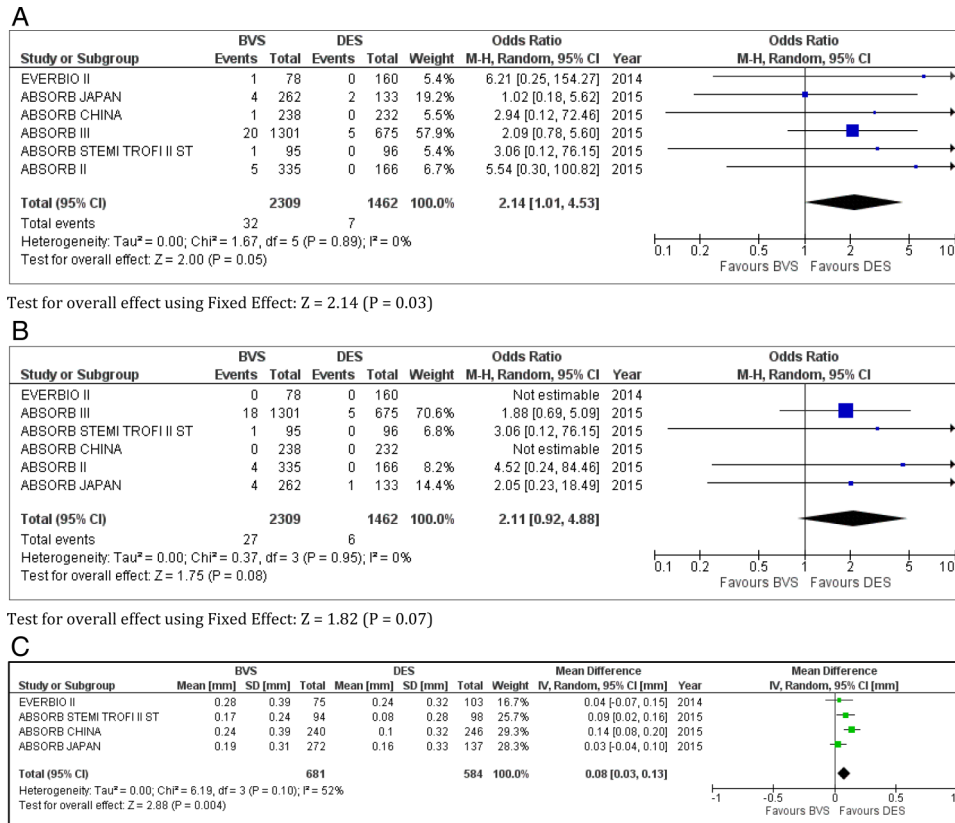 A
BVS DES Odds Ratio Odds Ratio
Study or Subgroup Events Total Events Total Weight M-H, Random, 95% CI Year M-H, Random, 95% CI
EVERBIO II 1 78 0 160 5.4% 6.21 [0.25, 154.27] 2014
ABSORB JAPAN 4 262 2 133 19.2% 1.02 [0.18, 5.62] 2015
ABSORB CHINA 1 238 0 232 5.5% 2.94 [0.12, 72.46] 2015
ABSORB III 20 1301 5 675 57.9% 2.09 [0.78, 5.60] 2015
ABSORB STEMI TROFI II ST 1 95 0 96 5.4% 3.06 [0.12, 76.15] 2015
ABSORB II 5 335 0 166 6.7% 5.54 [0.30, 100.82] 2015
Total (95% CI) 2309 1462 100.0% 2.14 [1.01, 4.53]
Total events 32 7
Heterogeneity: Tau² = 0.00; Chi² = 1.67, df = 5 (P = 0.89); I² = 0%
Test for overall effect: Z = 2.00 (P = 0.05)
0.1 0.2 0.5 1 2 5 10
Favours BVS Favours DES
Test for overall effect using Fixed Effect: Z = 2.14 (P = 0.03)
B
BVS DES Odds Ratio Odds Ratio
Study or Subgroup Events Total Events Total Weight M-H, Random, 95% CI Year M-H, Random, 95% CI
EVERBIO II 0 78 0 160 Not estimable 2014
ABSORB III 18 1301 5 675 70.6% 1.88 [0.69, 5.09] 2015
ABSORB STEMI TROFI II ST 1 95 0 96 6.8% 3.06 [0.12, 76.15] 2015
ABSORB CHINA 0 238 0 232 Not estimable 2015
ABSORB II 4 335 0 166 8.2% 4.52 [0.24, 84.46] 2015
ABSORB JAPAN 4 262 1 133 14.4% 2.05 [0.23, 18.49] 2015
Total (95% CI) 2309 1462 100.0% 2.11 [0.92, 4.88]
Total events 27 6
Heterogeneity: Tau² = 0.00; Chi² = 0.37, df = 3 (P = 0.95); I² = 0%
Test for overall effect: Z = 1.75 (P = 0.08)
0.1 0.2 0.5 1 2 5 10
Favours BVS Favours DES
Test for overall effect using Fixed Effect: Z = 1.82 (P = 0.07)
C
BVS DES Mean Difference Mean Difference
Study or Subgroup Mean [mm] SD [mm] Total Mean [mm] SD [mm] Total Weight IV, Random, 95% CI [mm] Year IV, Random, 95% CI [mm]
EVERBIO II 0.28 0.39 75 0.24 0.32 103 16.7% 0.04 [-0.07, 0.15] 2014
ABSORB STEMI TROFI II ST 0.17 0.24 94 0.08 0.28 98 25.7% 0.09 [0.02, 0.16] 2015
ABSORB CHINA 0.24 0.39 240 0.1 0.32 246 29.3% 0.14 [0.08, 0.20] 2015
ABSORB JAPAN 0.19 0.31 272 0.16 0.33 137 28.3% 0.03 [-0.04, 0.10] 2015
Total (95% CI) 681 584 100.0% 0.08 [0.03, 0.13]
Heterogeneity: Tau² = 0.00; Chi² = 6.19, df = 3 (P = 0.10); I² = 52%
Test for overall effect: Z = 2.88 (P = 0.004)
-1 -0.5 0 0.5 1
Favours BVS Favours DES